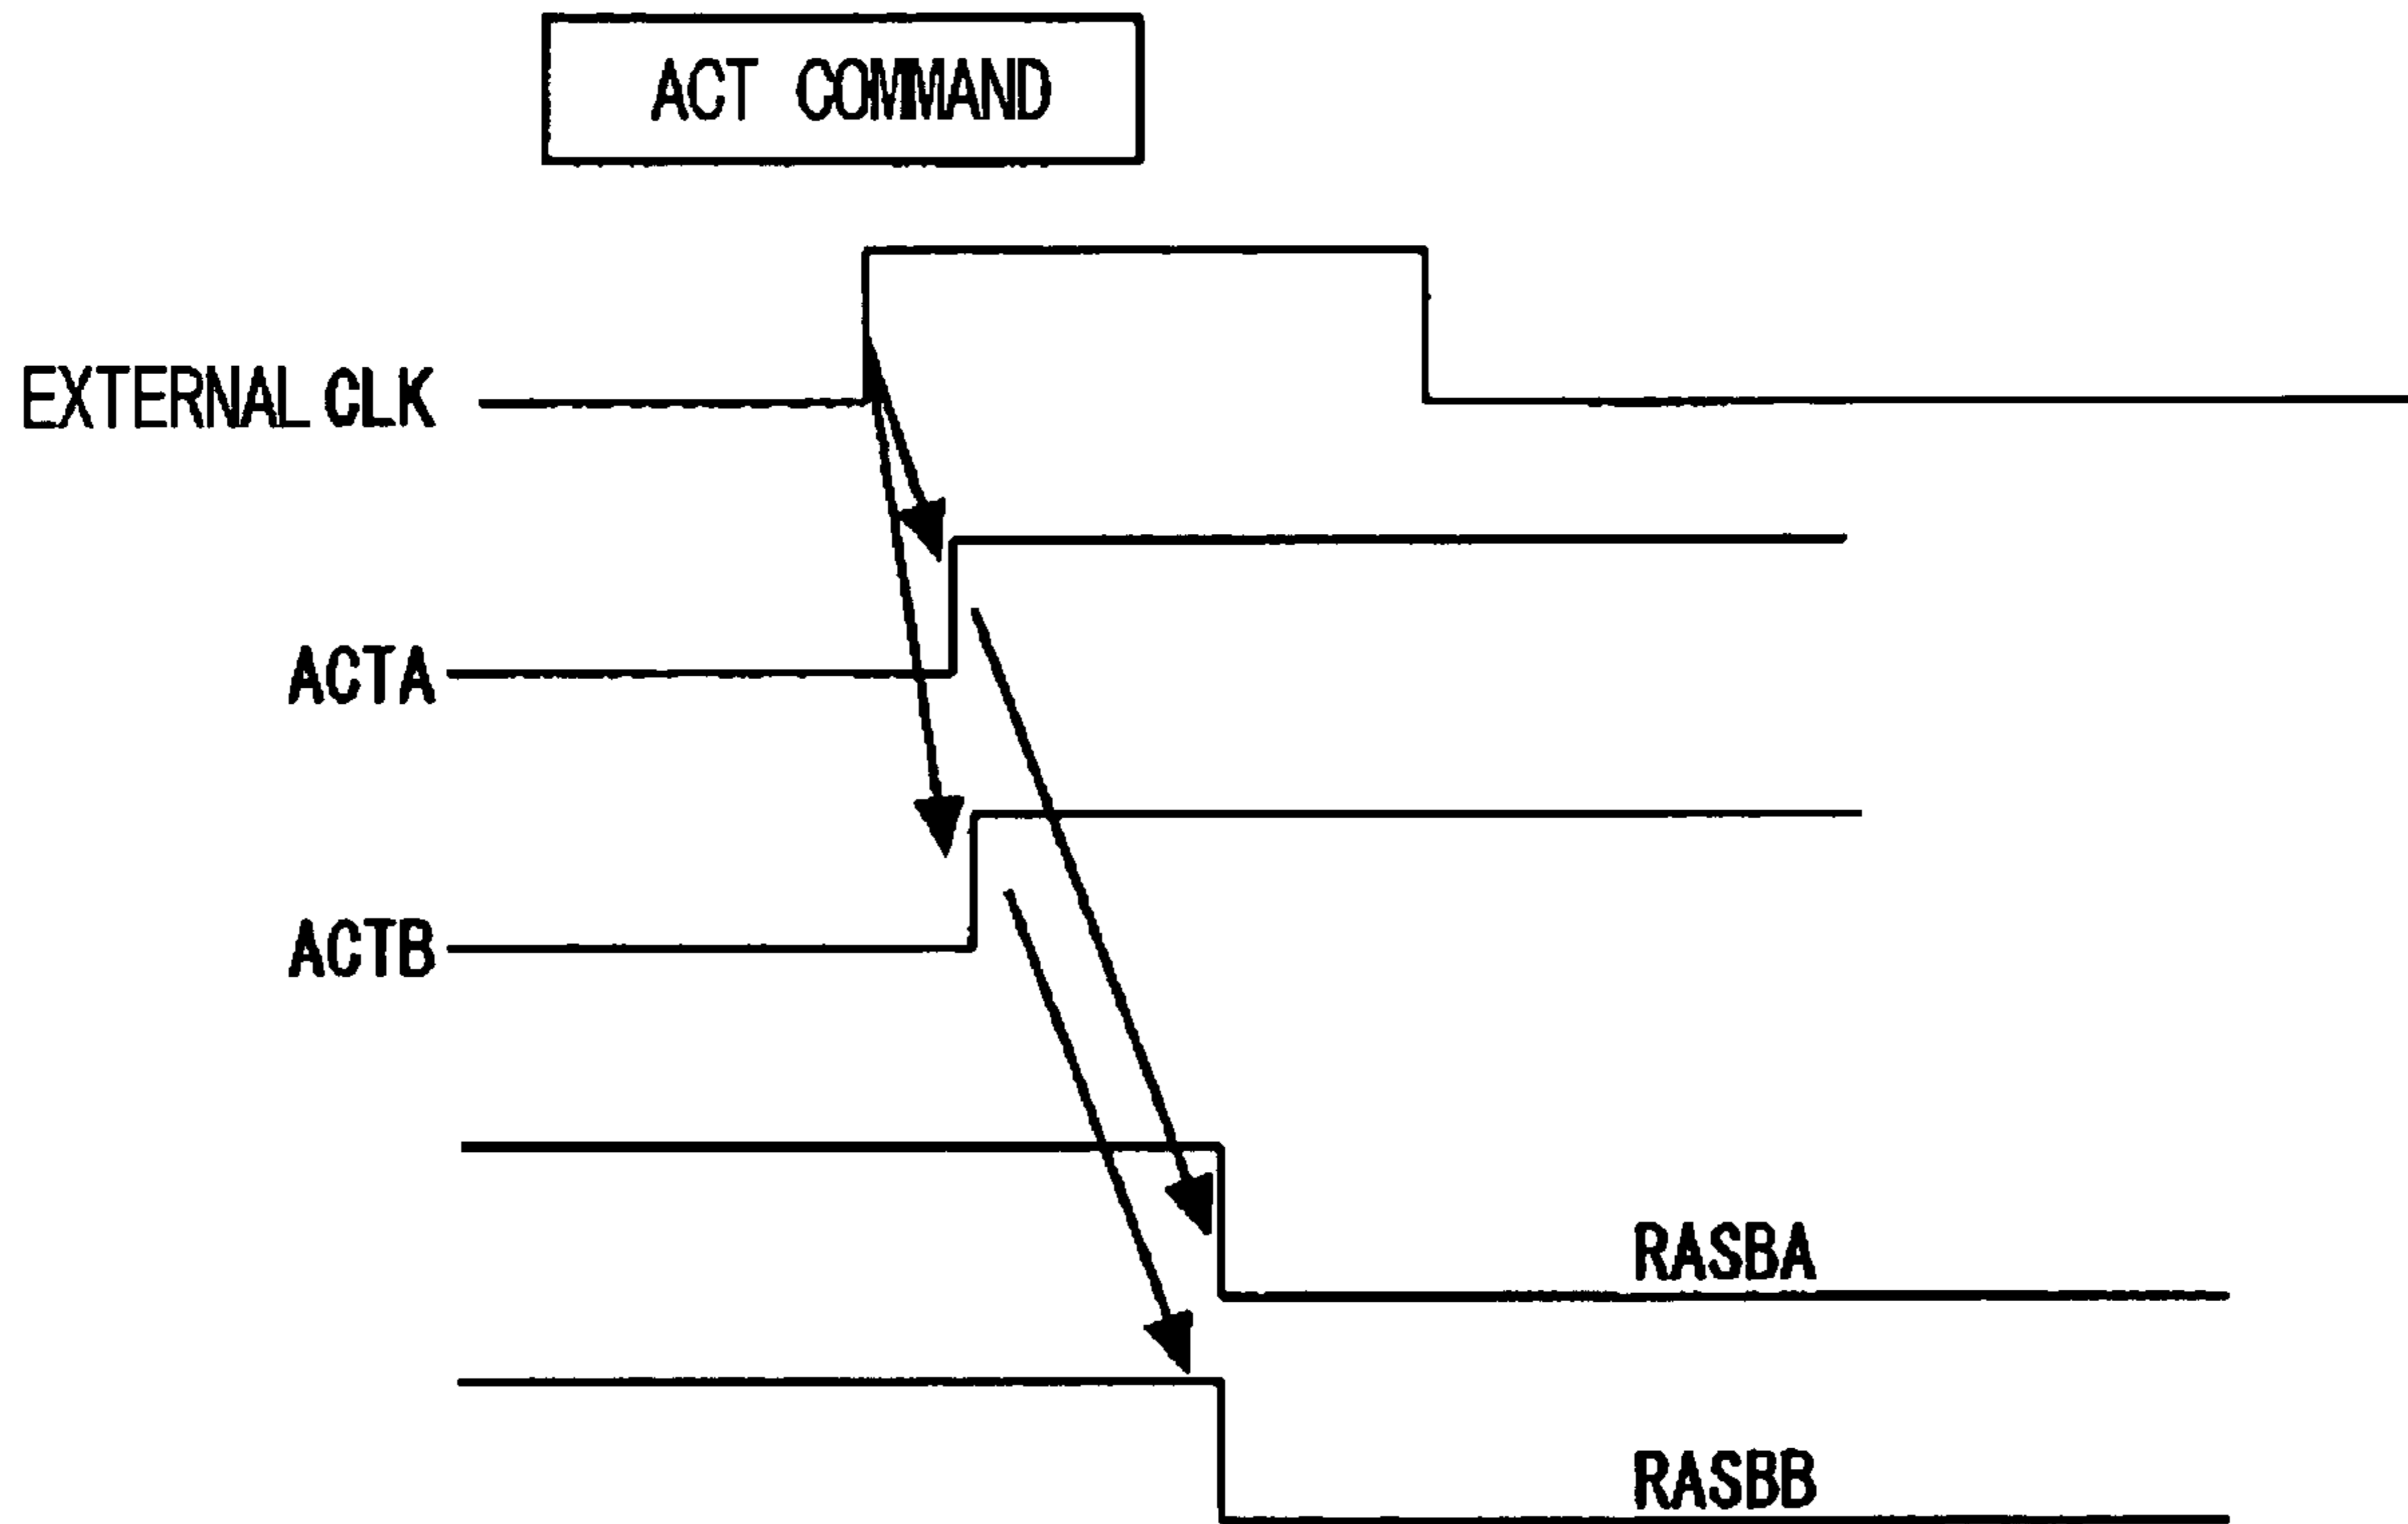 ACT COMMAND
EXTERNAL CLK
ACTA
ACTB
RASBA
RASBB